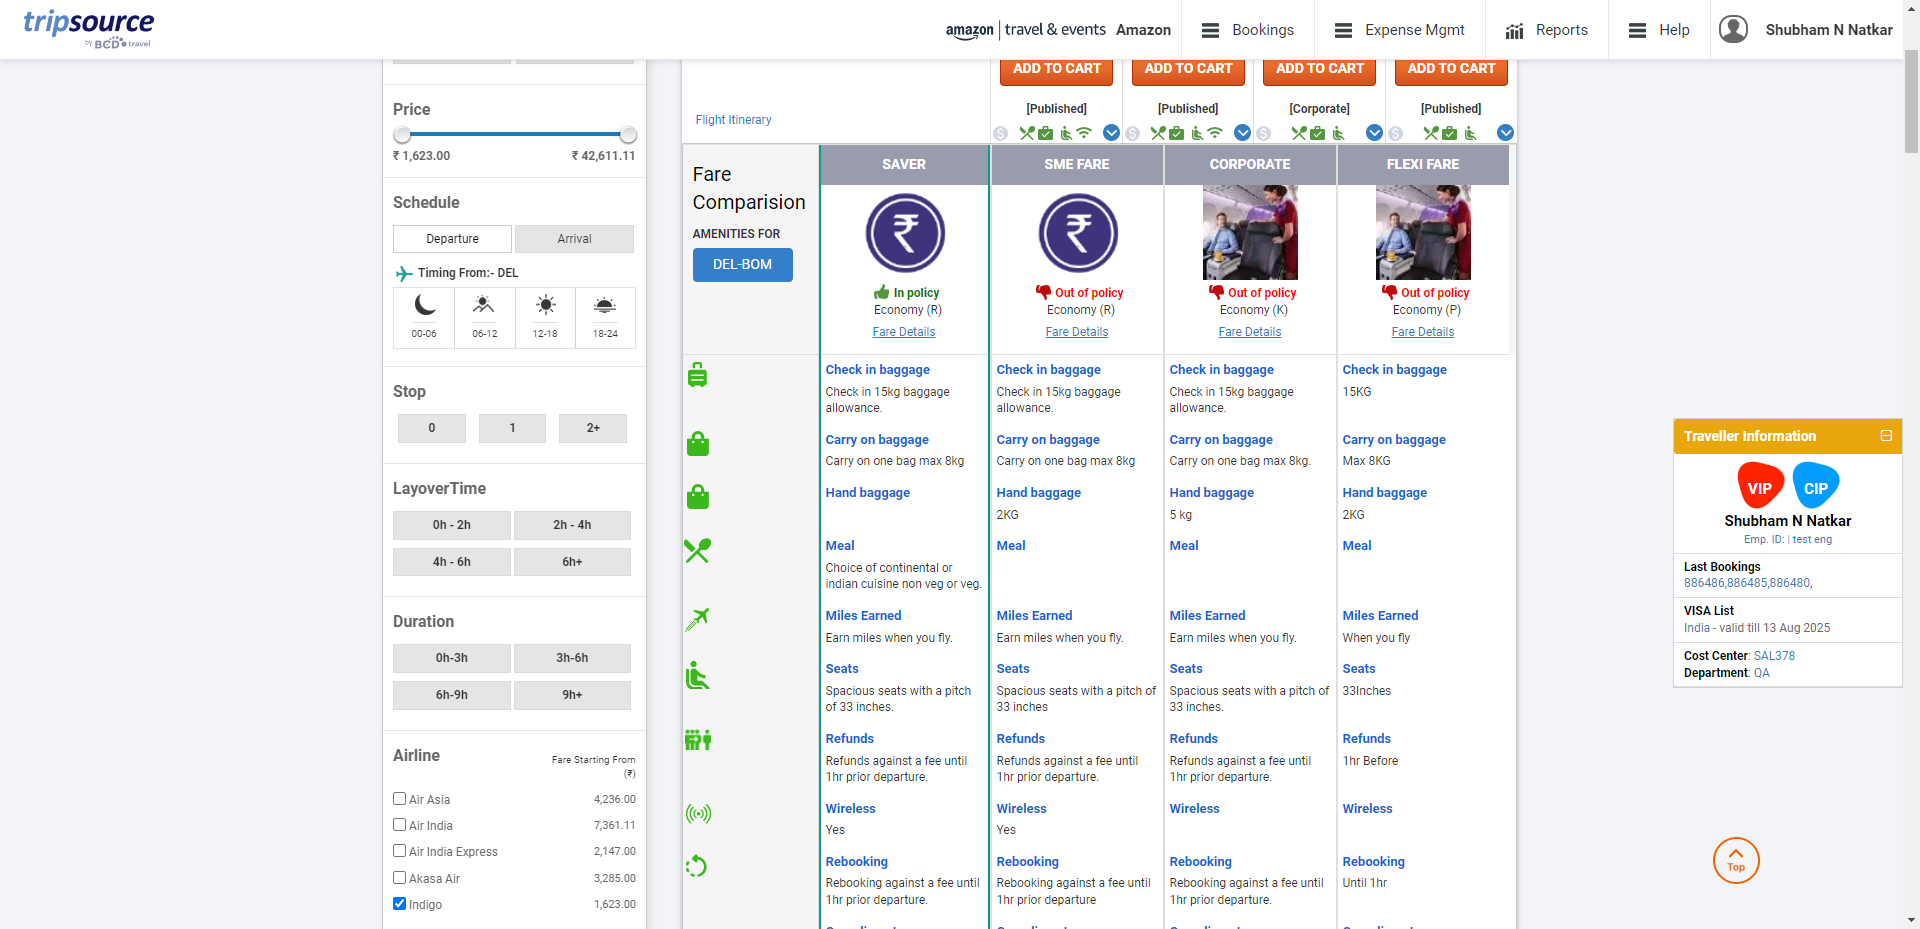 tripsource
by BCD travel
amazon | travel & events Amazon
Bookings
Expense Mgmt
Reports
Help
Shubham N Natkar
Price
₹ 1,623.00 ₹ 42,611.11
Schedule
Departure Arrival
Timing From:- DEL
00-06 06-12 12-18 18-24
Stop
0 1 2+
LayoverTime
0h - 2h 2h - 4h
4h - 6h 6h+
Duration
0h-3h 3h-6h
6h-9h 9h+
Airline Fare Starting From
(₹)
Air Asia 4,236.00
Air India 7,361.11
Air India Express 2,147.00
Akasa Air 3,285.00
Indigo 1,623.00
ADD TO CART ADD TO CART ADD TO CART ADD TO CART
[Published] [Published] [Corporate] [Published]
Flight Itinerary
Fare
Comparision
AMENITIES FOR
DEL-BOM
SAVER SME FARE CORPORATE FLEXI FARE
In policy Out of policy Out of policy Out of policy
Economy (R) Economy (R) Economy (K) Economy (P)
Fare Details Fare Details Fare Details Fare Details
Check in baggage Check in baggage Check in baggage Check in baggage
Check in 15kg baggage Check in 15kg baggage Check in 15kg baggage 15KG
allowance. allowance. allowance.
Carry on baggage Carry on baggage Carry on baggage Carry on baggage
Carry on one bag max 8kg Carry on one bag max 8kg Carry on one bag max 8kg. Max 8KG
Hand baggage Hand baggage Hand baggage Hand baggage
2KG 5 kg 2KG
Meal Meal Meal Meal
Choice of continental or
indian cuisine non veg or veg.
Miles Earned Miles Earned Miles Earned Miles Earned
Earn miles when you fly. Earn miles when you fly. Earn miles when you fly. When you fly
Seats Seats Seats Seats
Spacious seats with a pitch Spacious seats with a pitch of Spacious seats with a pitch of 33Inches
of 33 inches. 33 inches 33 inches.
Refunds Refunds Refunds Refunds
Refunds against a fee until Refunds against a fee until Refunds against a fee until 1hr Before
1hr prior departure. 1hr prior departure. 1hr prior departure.
Wireless Wireless Wireless Wireless
Yes Yes
Rebooking Rebooking Rebooking Rebooking
Rebooking against a fee until Rebooking against a fee until Rebooking against a fee until Until 1hr
1hr prior departure. 1hr prior departure 1hr prior departure.
Traveller Information
VIP CIP
Shubham N Natkar
Emp. ID: | test eng
Last Bookings
886486,886485,886480,
VISA List
India - valid till 13 Aug 2025
Cost Center: SAL378
Department: QA
Top